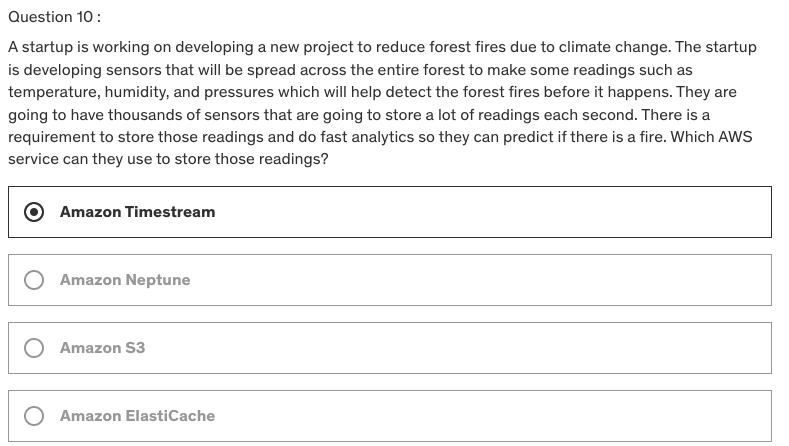 Question 10 :
A startup is working on developing a new project to reduce forest fires due to climate change. The startup
is developing sensors that will be spread across the entire forest to make some readings such as
temperature, humidity, and pressures which will help detect the forest fires before it happens. They are
going to have thousands of sensors that are going to store a lot of readings each second. There is a
requirement to store those readings and do fast analytics so they can predict if there is a fire. Which AWS
service can they use to store those readings?
Amazon Timestream
Amazon Neptune
Amazon S3
Amazon ElastiCache